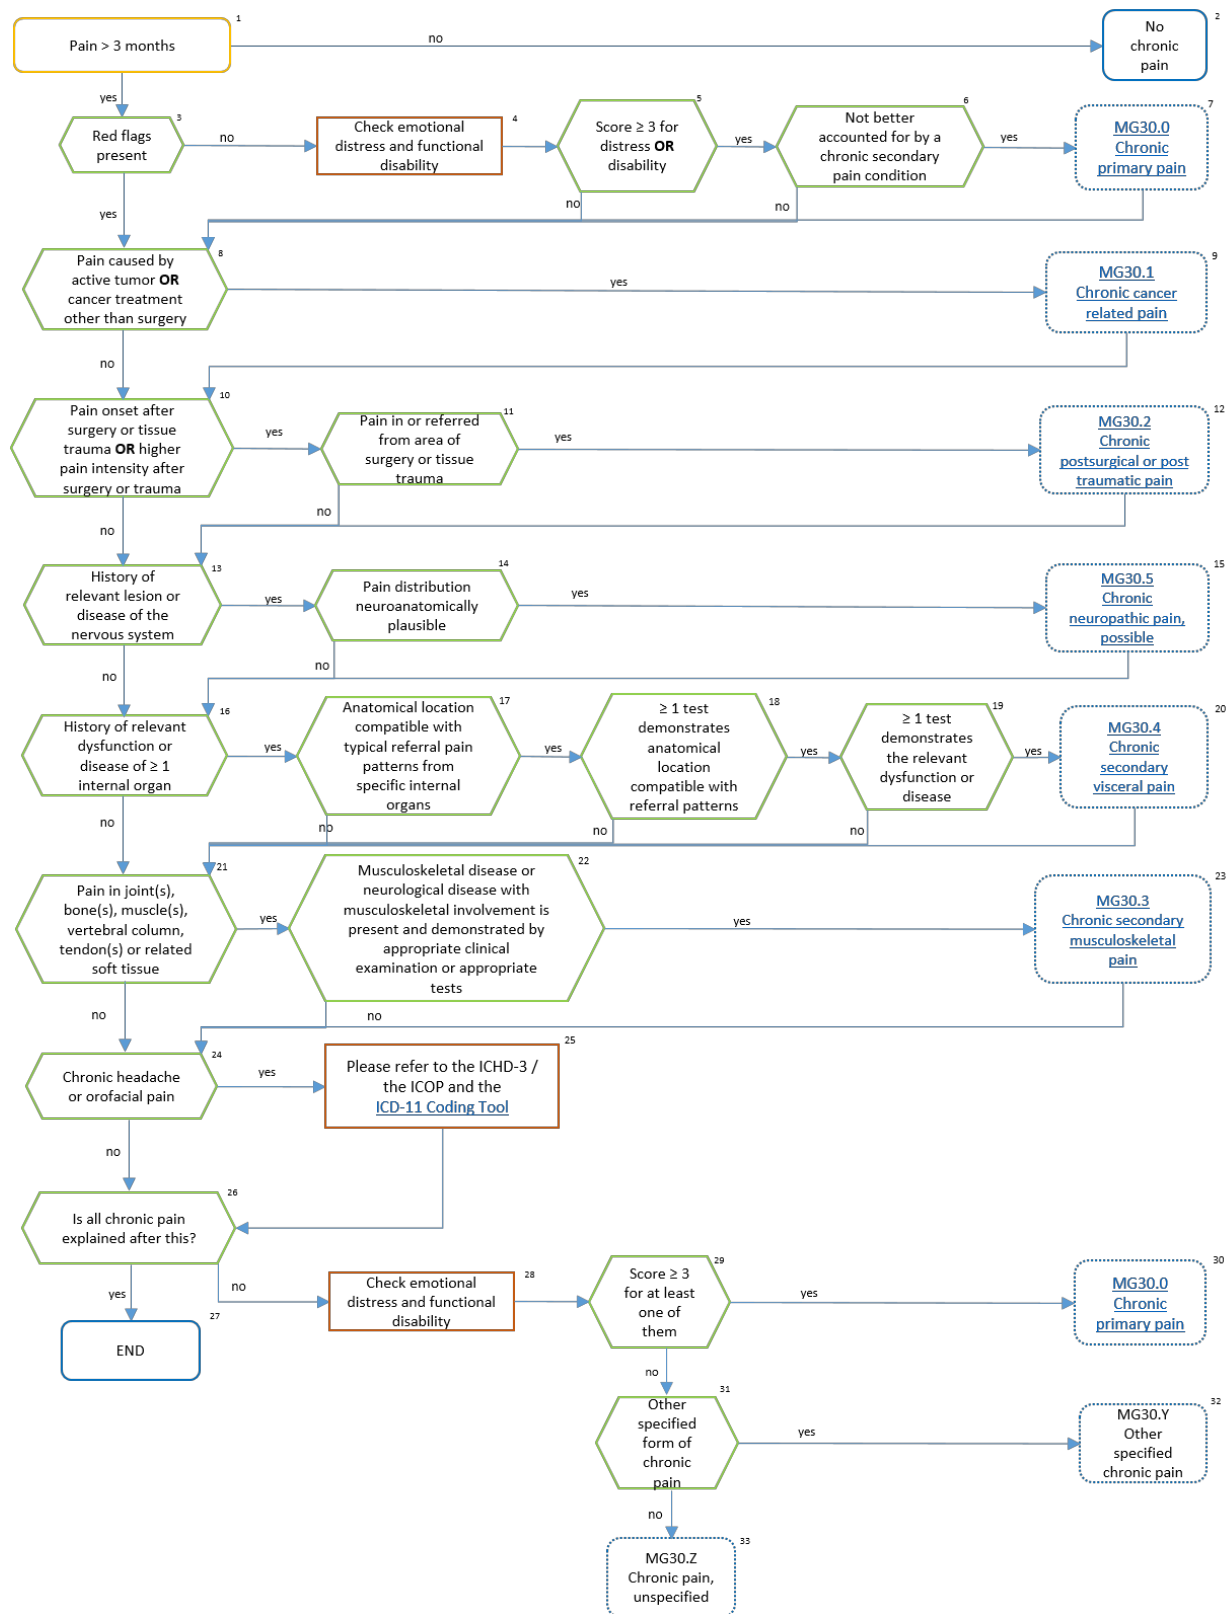 1
Pain > 3 months
no
2
No
chronic
pain
yes
3
Red flags
present
no
4
Check emotional
distress and functional
disability
5
Score ≥ 3 for
distress OR
disability
yes
6
Not better
accounted for by a
chronic secondary
pain condition
yes
7
MG30.0
Chronic
primary pain
yes
no
no
8
Pain caused by
active tumor OR
cancer treatment
other than surgery
yes
9
MG30.1
Chronic cancer
related pain
no
10
Pain onset after
surgery or tissue
trauma OR higher
pain intensity after
surgery or trauma
yes
11
Pain in or referred
from area of
surgery or tissue
trauma
yes
12
MG30.2
Chronic
postsurgical or post
traumatic pain
no
no
13
History of
relevant lesion or
disease of the
nervous system
yes
14
Pain distribution
neuroanatomically
plausible
yes
15
MG30.5
Chronic
neuropathic pain,
possible
no
no
16
History of relevant
dysfunction or
disease of ≥ 1
internal organ
yes
17
Anatomical location
compatible with
typical referral pain
patterns from
specific internal
organs
yes
18
≥ 1 test
demonstrates
anatomical
location
compatible with
referral patterns
yes
19
≥ 1 test
demonstrates
the relevant
dysfunction or
disease
yes
20
MG30.4
Chronic
secondary
visceral pain
no
no
no
no
21
Pain in joint(s),
bone(s), muscle(s),
vertebral column,
tendon(s) or related
soft tissue
yes
22
Musculoskeletal disease or
neurological disease with
musculoskeletal involvement is
present and demonstrated by
appropriate clinical
examination or appropriate
tests
yes
23
MG30.3
Chronic secondary
musculoskeletal
pain
no
no
24
Chronic headache
or orofacial pain
yes
25
Please refer to the ICHD-3 /
the ICOP and the
ICD-11 Coding Tool
no
26
Is all chronic pain
explained after this?
yes
no
27
END
28
Check emotional
distress and functional
disability
29
Score ≥ 3
for at least
one of
them
yes
30
MG30.0
Chronic
primary pain
no
31
Other
specified
form of
chronic
pain
yes
32
MG30.Y
Other
specified
chronic pain
no
33
MG30.Z
Chronic pain,
unspecified